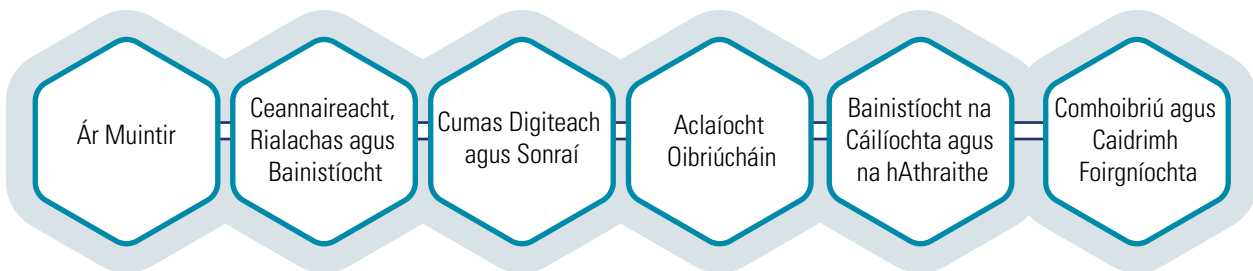 Ár Muintir
Ceannaireacht,
Rialachas agus
Bainistíocht
Cumas Digiteach
agus Sonraí
Aclaíocht
Oibriúcháin
Bainistíocht na
Cáilíochta agus
na hAthraithe
Comhoibriú agus
Caidrimh
Foirgníochta